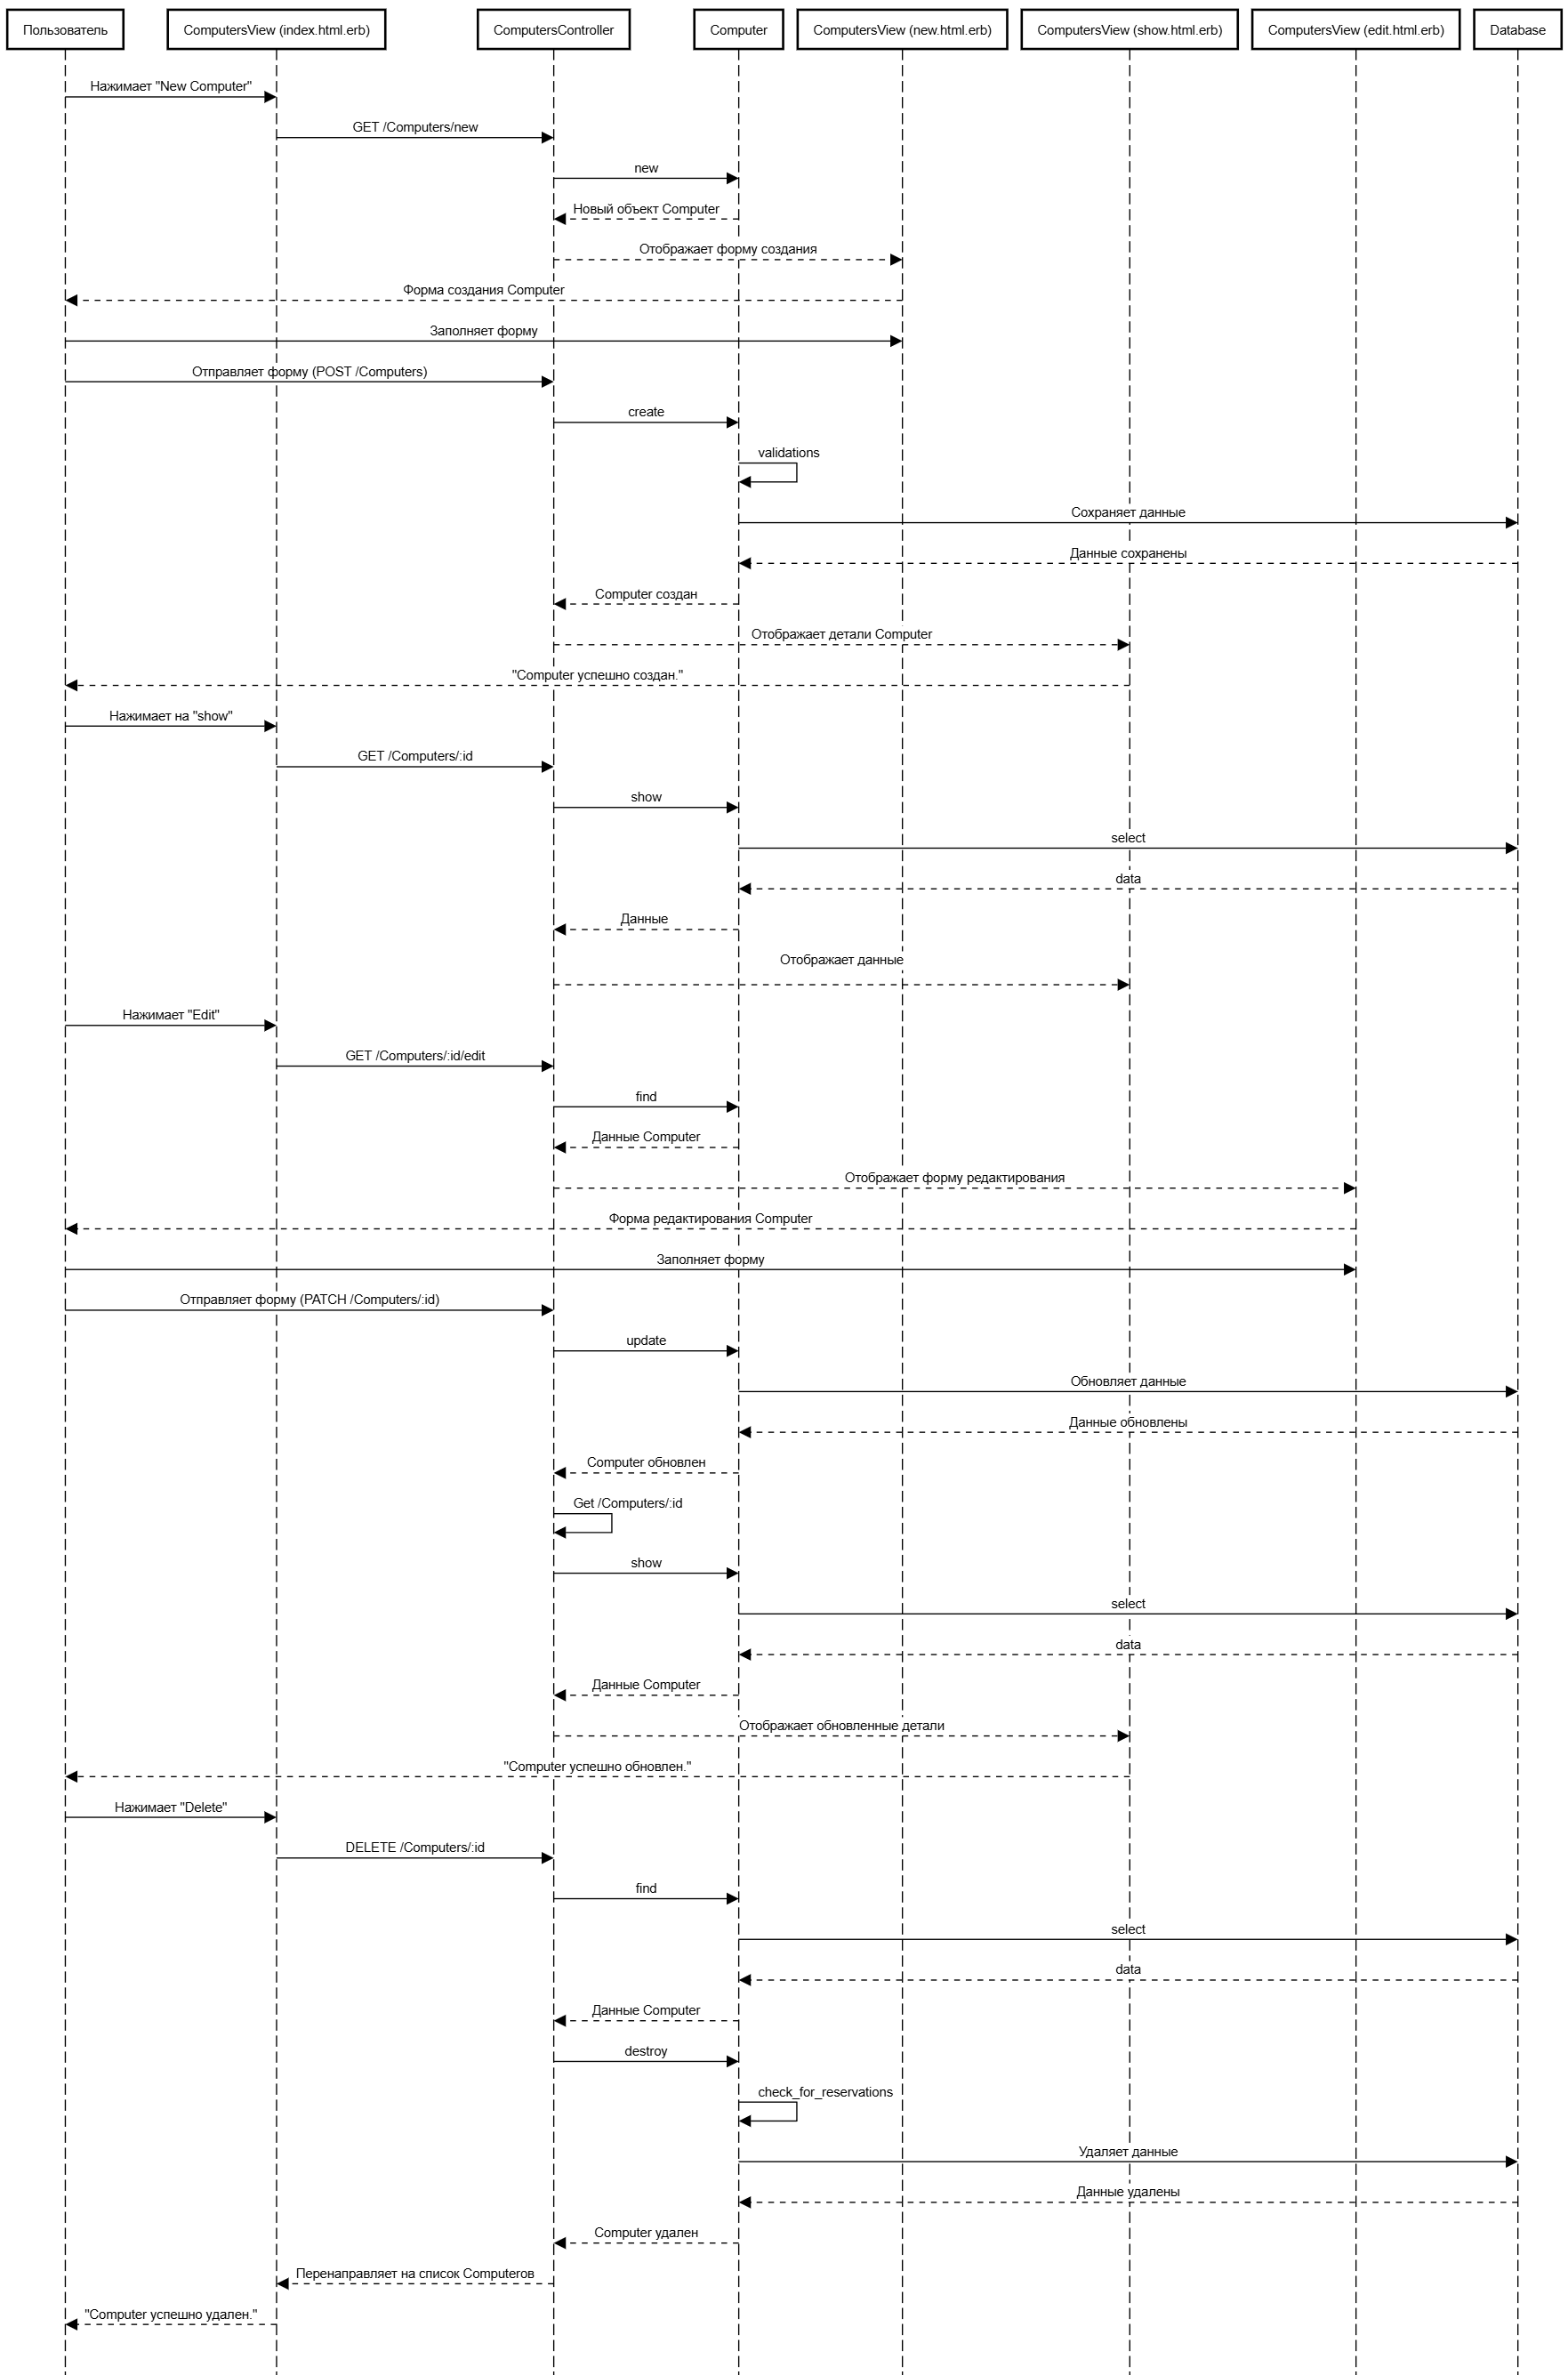 Пользователь
ComputersView (index.html.erb)
ComputersController
Computer
ComputersView (new.html.erb)
ComputersView (show.html.erb)
ComputersView (edit.html.erb)
Database
Нажимает "New Computer"
GET /Computers/new
new
Новый объект Computer
Отображает форму создания
Форма создания Computer
Заполняет форму
Отправляет форму (POST /Computers)
create
validations
Сохраняет данные
Данные сохранены
Computer создан
Отображает детали Computer
"Computer успешно создан."
Нажимает на "show"
GET /Computers/:id
show
select
data
Данные
Отображает данные
Нажимает "Edit"
GET /Computers/:id/edit
find
Данные Computer
Отображает форму редактирования
Форма редактирования Computer
Заполняет форму
Отправляет форму (PATCH /Computers/:id)
update
Обновляет данные
Данные обновлены
Computer обновлен
Get /Computers/:id
show
select
data
Данные Computer
Отображает обновленные детали
"Computer успешно обновлен."
Нажимает "Delete"
DELETE /Computers/:id
find
select
data
Данные Computer
destroy
check_for_reservations
Удаляет данные
Данные удалены
Computer удален
Перенаправляет на список Computerов
"Computer успешно удален."